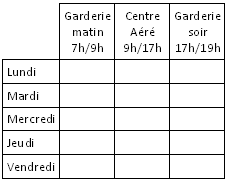 Garderie Centre Garderie
matin Aéré soir
7h/9h 9h/17h 17h/19h
Lundi
Mardi
Mercredi
Jeudi
Vendredi